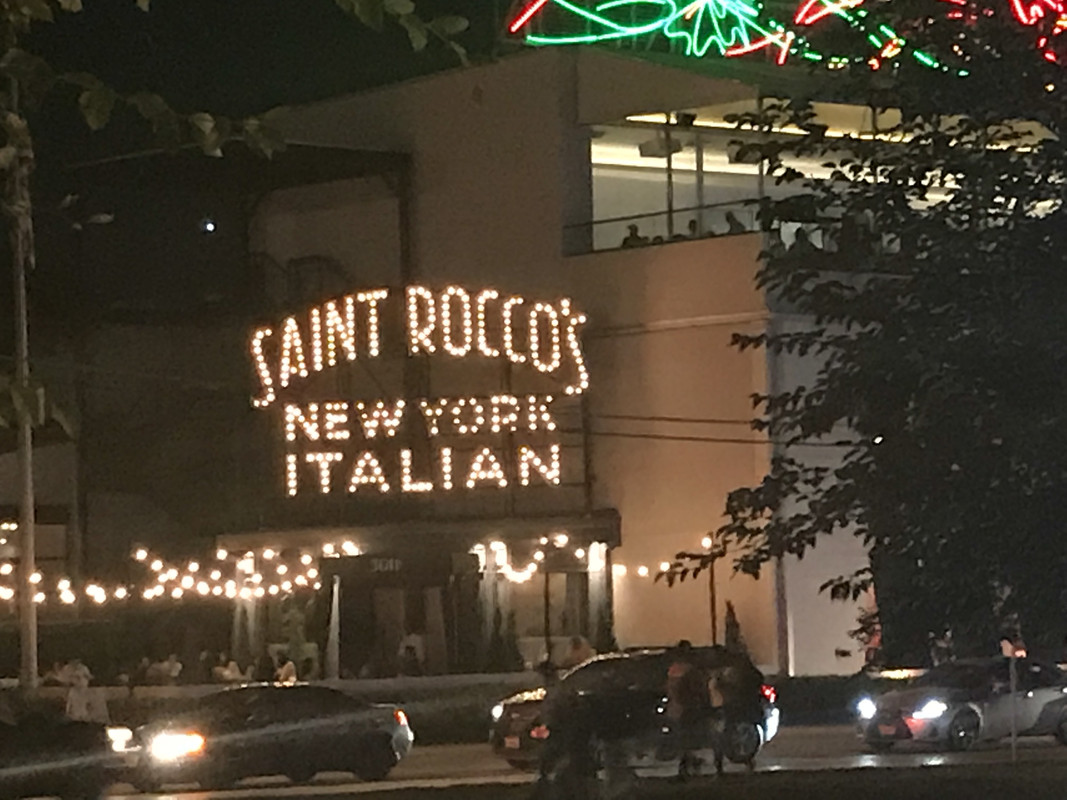 SAINT ROCCO'S
NEW YORK
ITALIAN